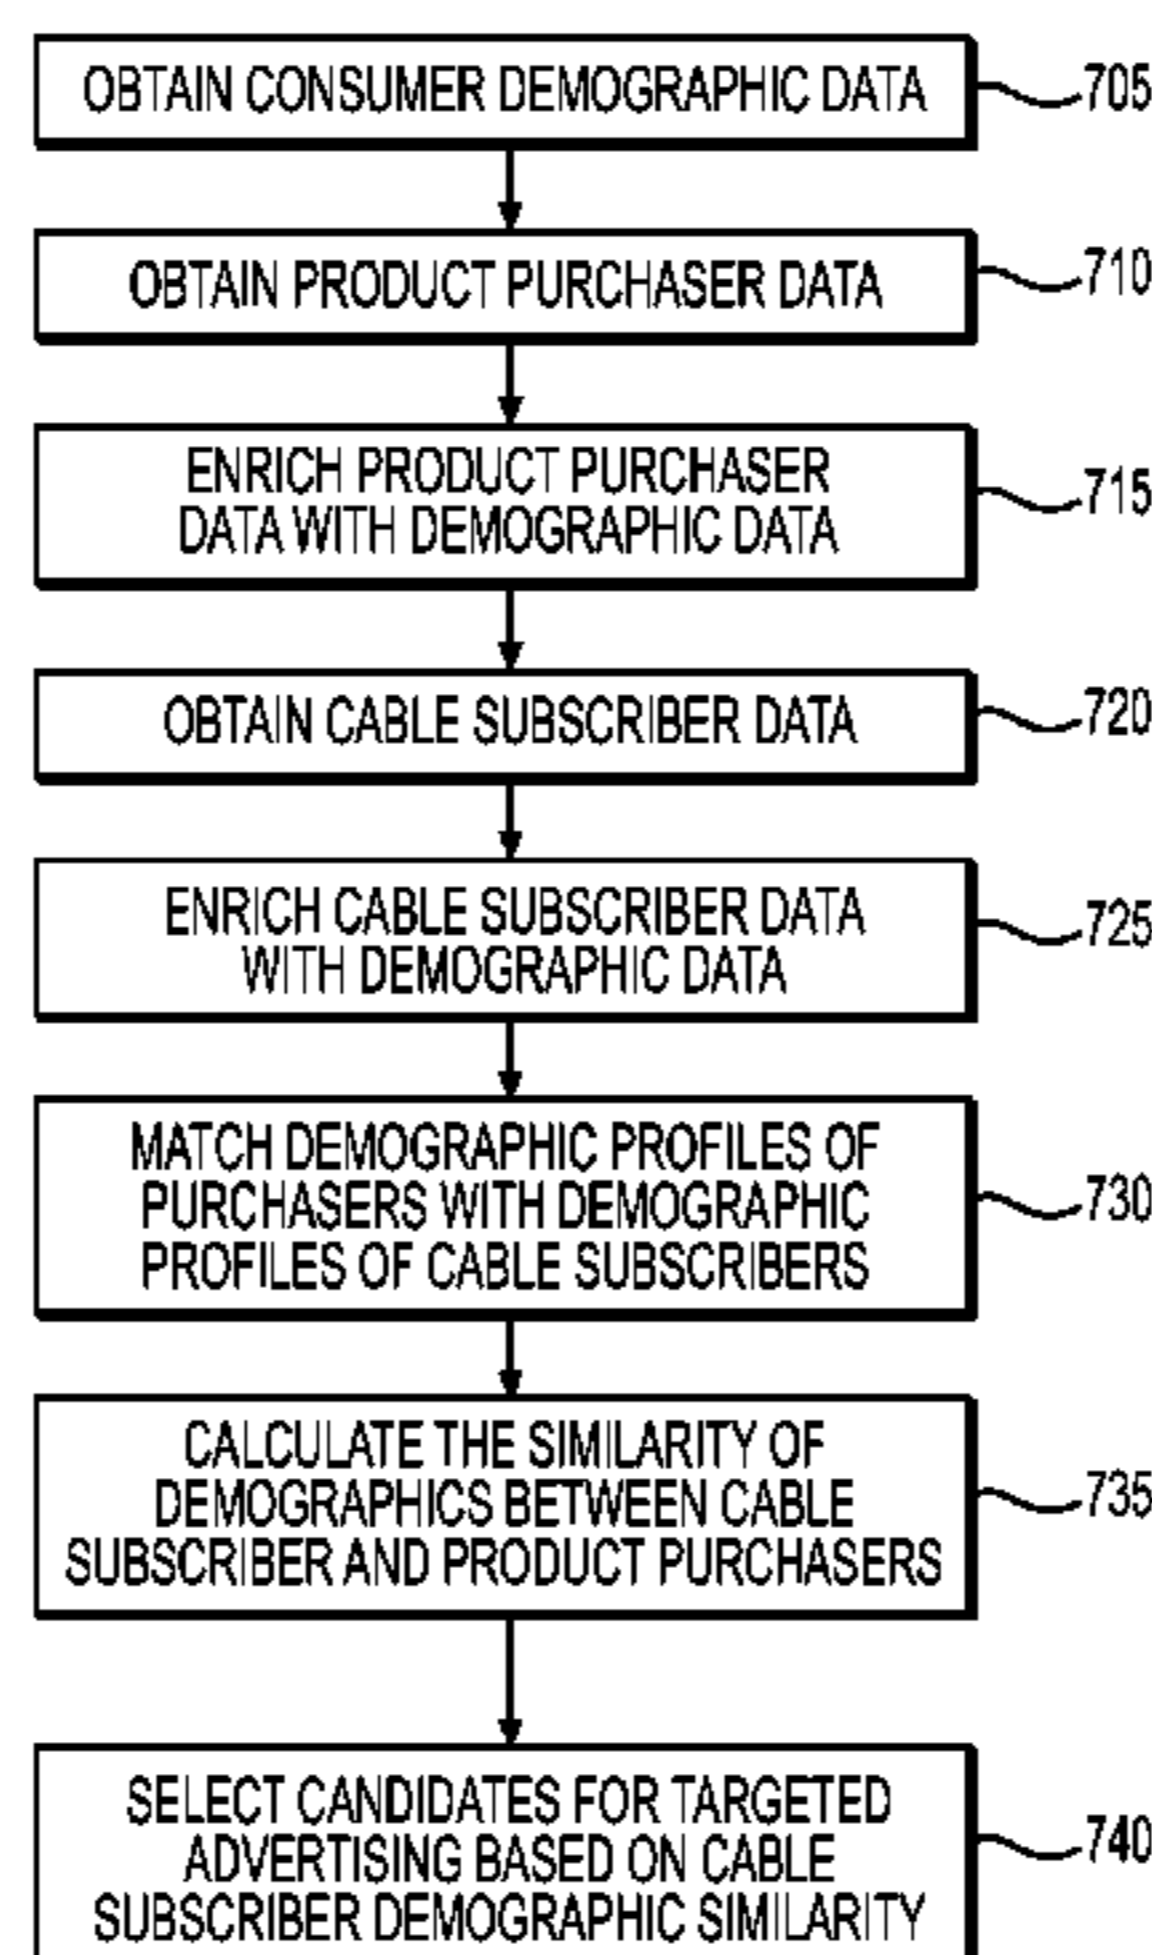 OBTAIN CONSUMER DEMOGRAPHIC DATA
705
OBTAIN PRODUCT PURCHASER DATA
710
ENRICH PRODUCT PURCHASER
DATA WITH DEMOGRAPHIC DATA
715
OBTAIN CABLE SUBSCRIBER DATA
720
ENRICH CABLE SUBSCRIBER DATA
WITH DEMOGRAPHIC DATA
725
MATCH DEMOGRAPHIC PROFILES OF
PURCHASERS WITH DEMOGRAPHIC
PROFILES OF CABLE SUBSCRIBERS
730
CALCULATE THE SIMILARITY OF
DEMOGRAPHICS BETWEEN CABLE
SUBSCRIBER AND PRODUCT PURCHASERS
735
SELECT CANDIDATES FOR TARGETED
ADVERTISING BASED ON CABLE
SUBSCRIBER DEMOGRAPHIC SIMILARITY
740